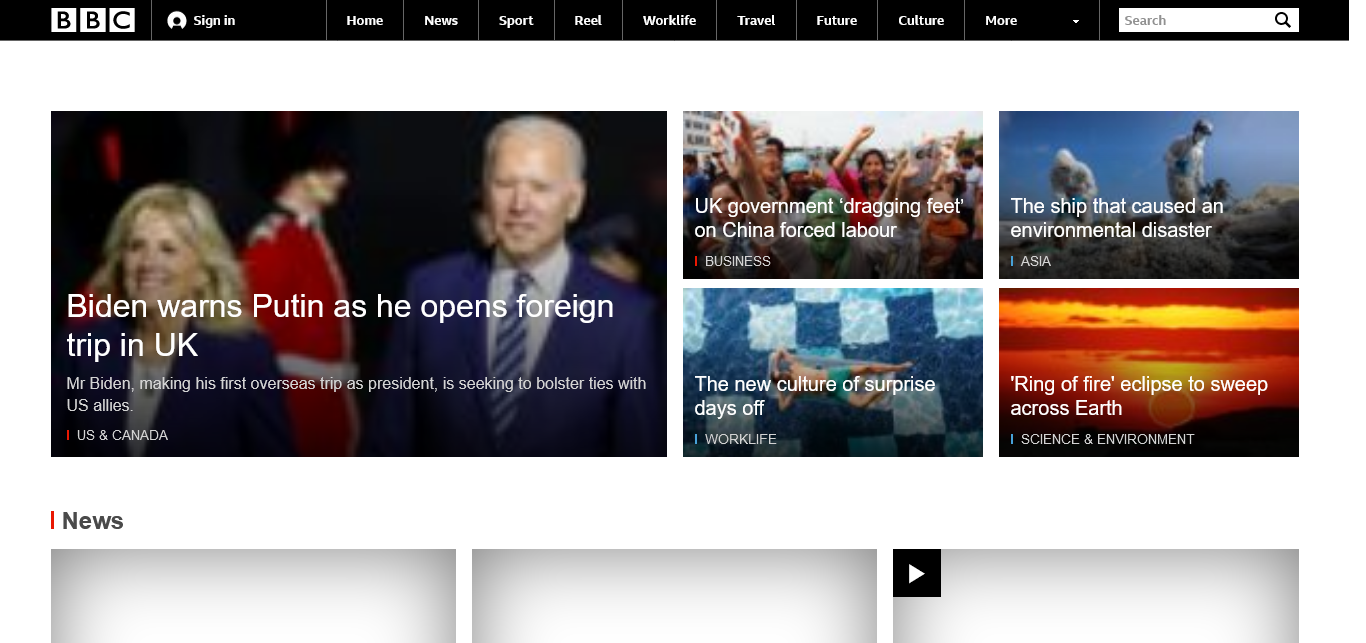 BBC
Sign in
Home
News
Sport
Reel
Worklife
Travel
Future
Culture
More
Search
Biden warns Putin as he opens foreign
trip in UK
Mr Biden, making his first overseas trip as president, is seeking to bolster ties with
US allies.
US & CANADA
UK government ‘dragging feet’
on China forced labour
BUSINESS
The ship that caused an
environmental disaster
ASIA
The new culture of surprise
days off
WORKLIFE
'Ring of fire' eclipse to sweep
across Earth
SCIENCE & ENVIRONMENT
News